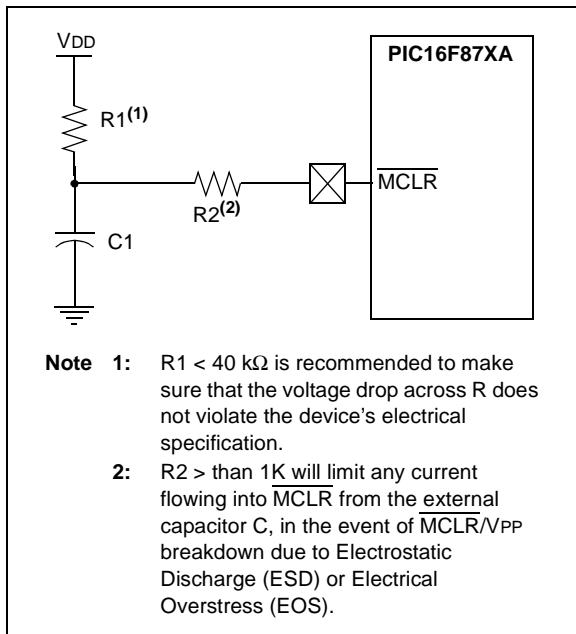 VDD
PIC16F87XA
R1(1)
MCLR
R2(2)
C1
Note 1: R1 < 40 kΩ is recommended to make
sure that the voltage drop across R does
not violate the device's electrical
specification.
2: R2 > than 1K will limit any current
flowing into MCLR from the external
capacitor C, in the event of MCLR/VPP
breakdown due to Electrostatic
Discharge (ESD) or Electrical
Overstress (EOS).